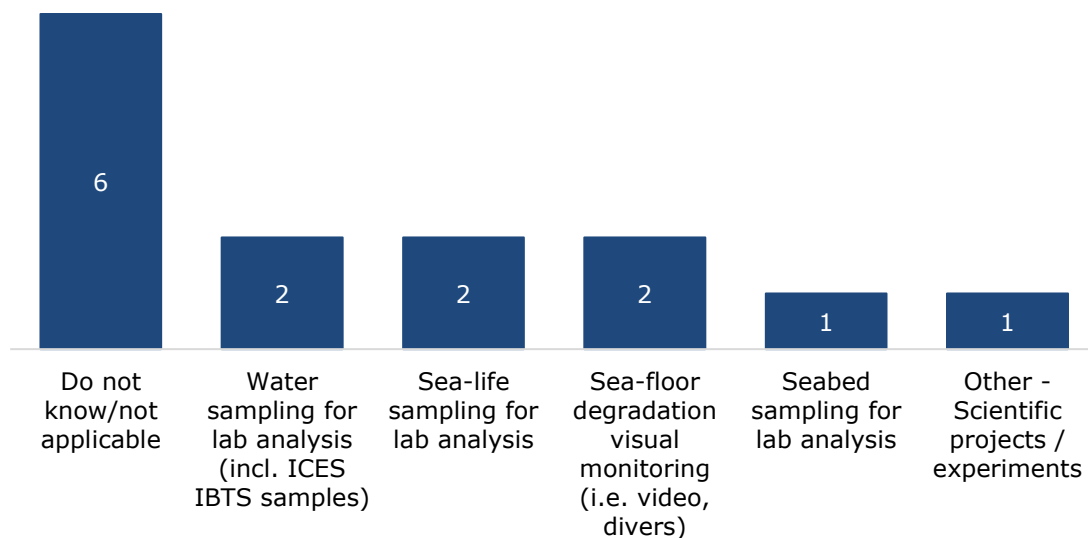 6
2
2
2
1
1
Do not
know/not
applicable
Water
sampling for
lab analysis
(incl. ICES
IBTS samples)
Sea-life
sampling for
lab analysis
Sea-floor
degradation
visual
monitoring
(i.e. video,
divers)
Seabed
sampling for
lab analysis
Other -
Scientific
projects /
experiments